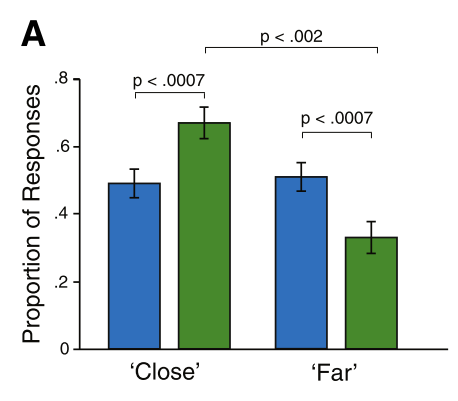 A
p < .002
p < .0007
p < .0007
Proportion of Responses
.8
.6
.4
.2
0
‘Close’
‘Far’